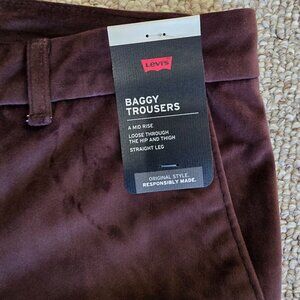 Levi's
BAGGY
TROUSERS
A MID RISE
LOOSE THROUGH
THE HIP AND THIGH
STRAIGHT LEG
ORIGINAL STYLE.
RESPONSIBLY MADE.